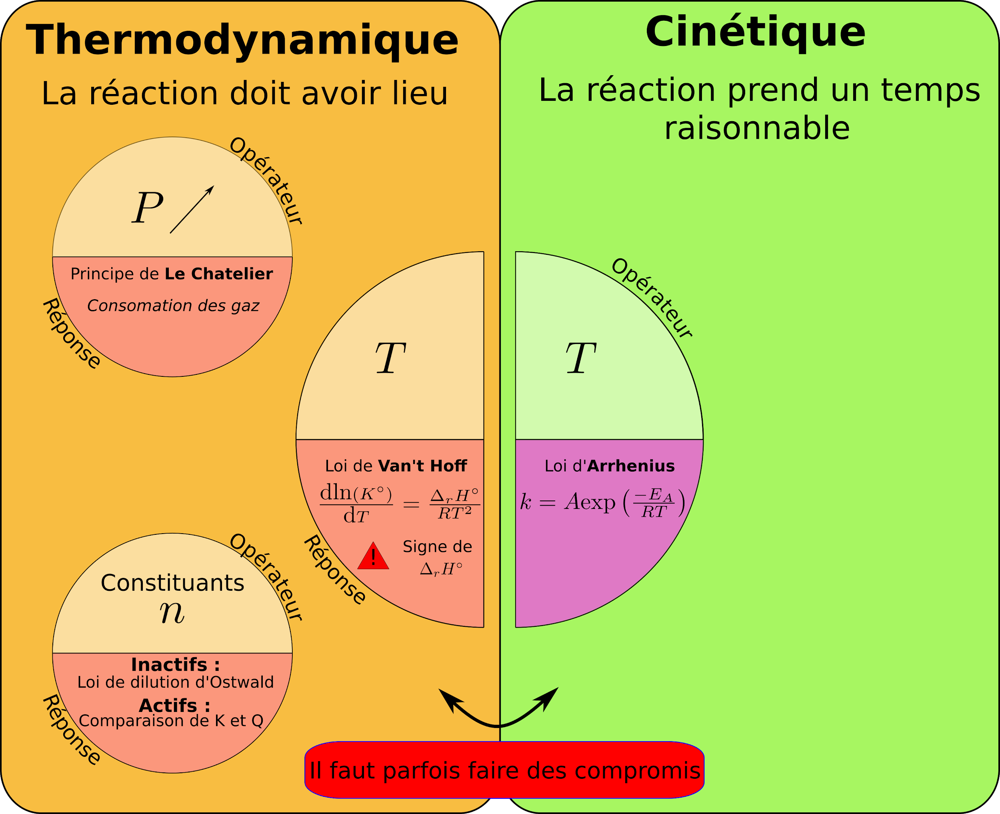 Thermodynamique
La réaction doit avoir lieu
Opérateur
P
Principe de Le Chatelier
Consomation des gaz
Réponse
T
Loi de Van't Hoff
dln(K°)/dT = ΔrH°/RT²
!
Signe de
ΔrH°
Réponse
Opérateur
Constituants
n
Inactifs :
Loi de dilution d'Ostwald
Actifs :
Comparaison de K et Q
Réponse
Cinétique
La réaction prend un temps
raisonnable
Opérateur
T
Loi d'Arrhenius
k = Aexp (−EA/RT)
Il faut parfois faire des compromis